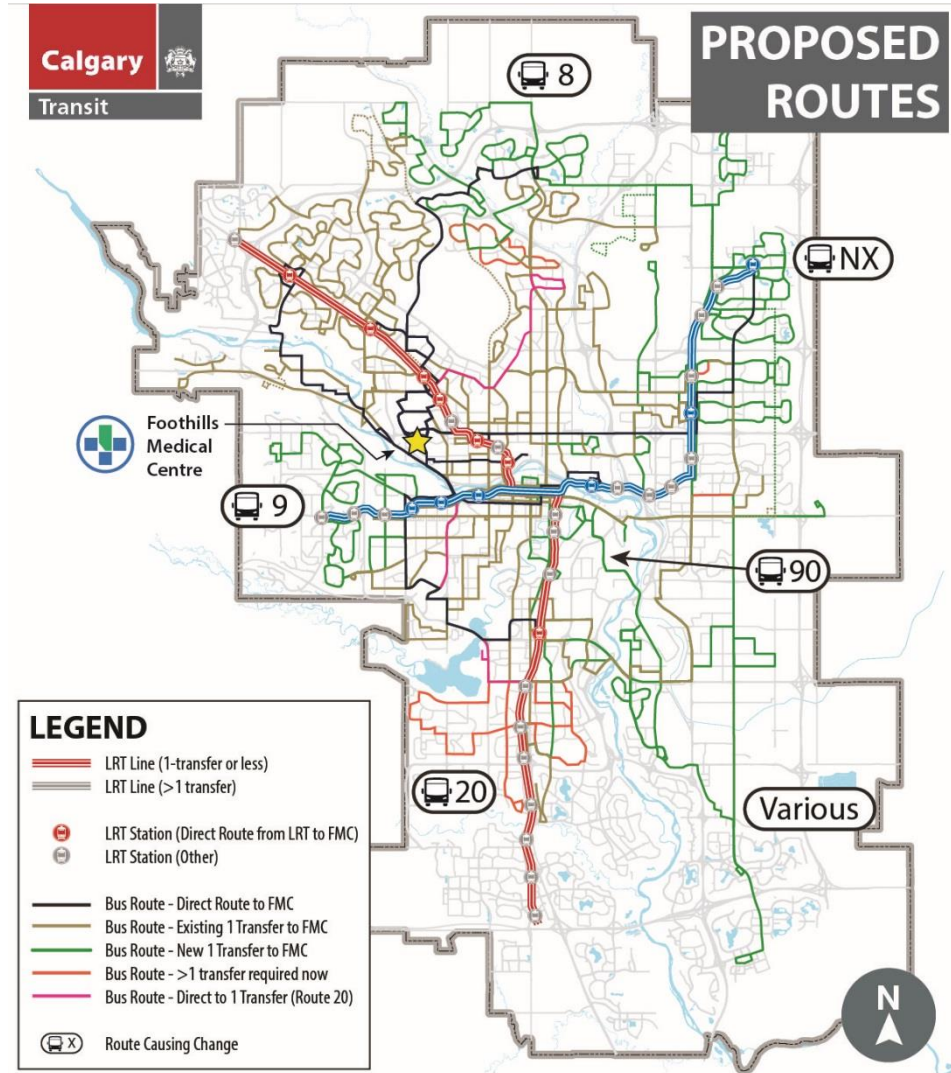 Calgary
Transit
PROPOSED
ROUTES
8
NX
Foothills
Medical
Centre
9
90
20
Various
LEGEND
LRT Line (1-transfer or less)
LRT Line (>1 transfer)
LRT Station (Direct Route from LRT to FMC)
LRT Station (Other)
Bus Route - Direct Route to FMC
Bus Route - Existing 1 Transfer to FMC
Bus Route - New 1 Transfer to FMC
Bus Route - >1 transfer required now
Bus Route - Direct to 1 Transfer (Route 20)
X Route Causing Change
N